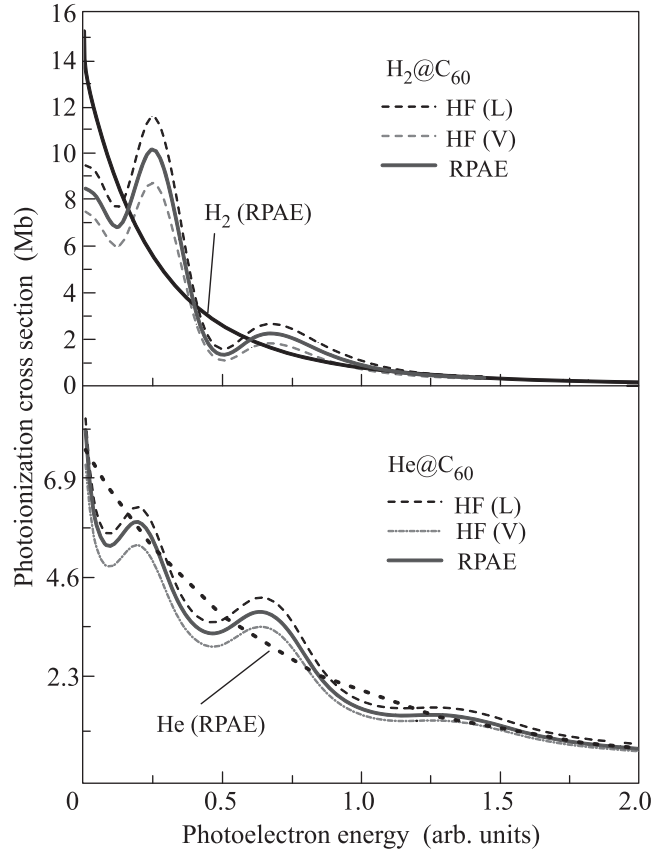 Photoionization cross section (Mb)
16
14
12
10
8
6
4
2
0
H₂@C₆₀
HF (L)
HF (V)
RPAE
H₂ (RPAE)
6.9
4.6
2.3
He@C₆₀
HF (L)
HF (V)
RPAE
He (RPAE)
0 0.5 1.0 1.5 2.0
Photoelectron energy (arb. units)